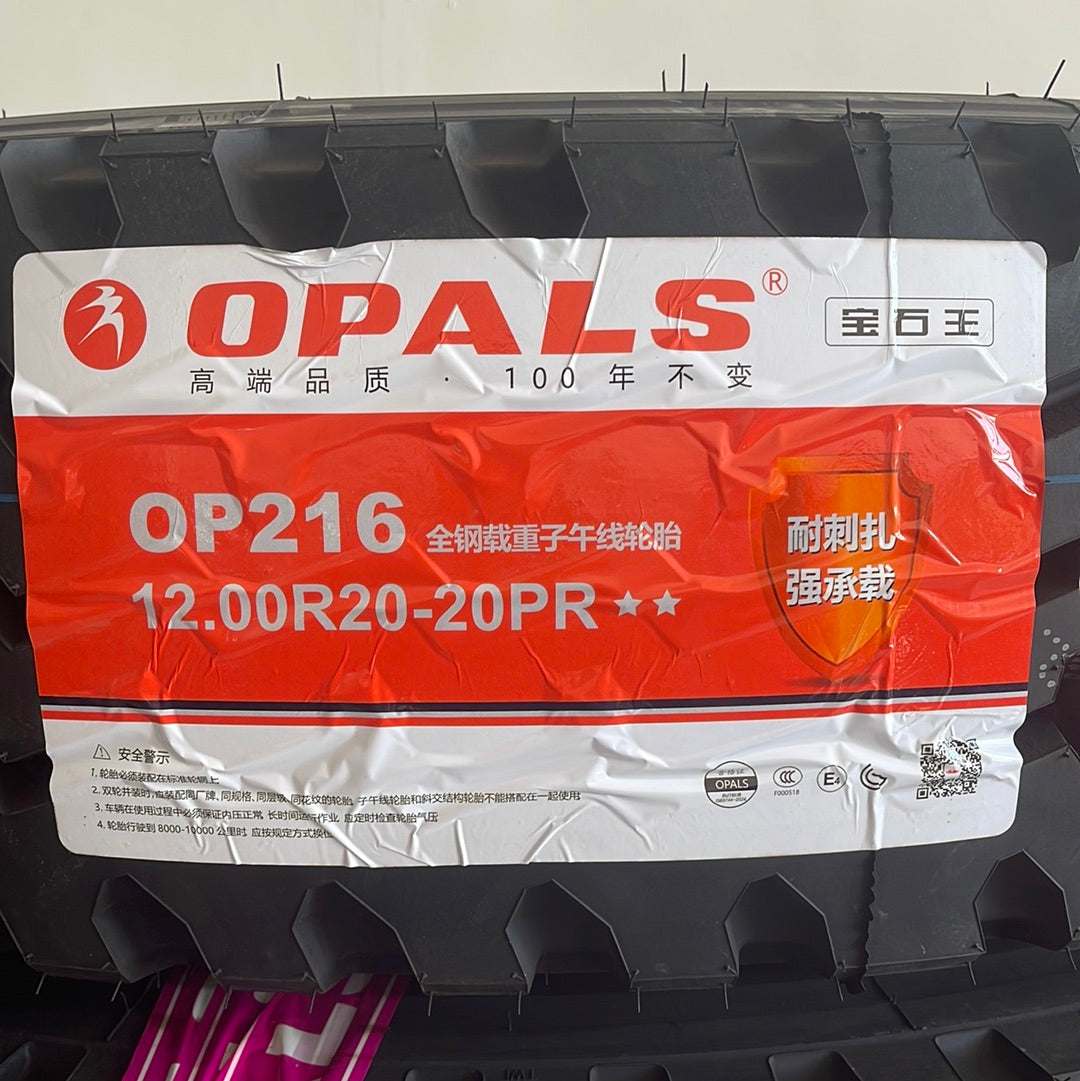 OPALS®
宝石王
高端品质 · 100年不变
OP216 全钢载重子午线轮胎
12.00R20-20PR★★
耐刺扎
强承载
安全警示
1. 轮胎必须装配在标准轮辋上
2. 双轮并装时，应装配同厂牌、同规格、同层级、同花纹的轮胎，子午线轮胎和斜交结构轮胎不能搭配在一起使用
3. 车辆在使用过程中必须保证内压正常，长时间运行作业，应定时检查轮胎气压
4. 轮胎行驶到 8000-10000 公里时 应按规定方式换位
OPALS
CCC
F000518
E4